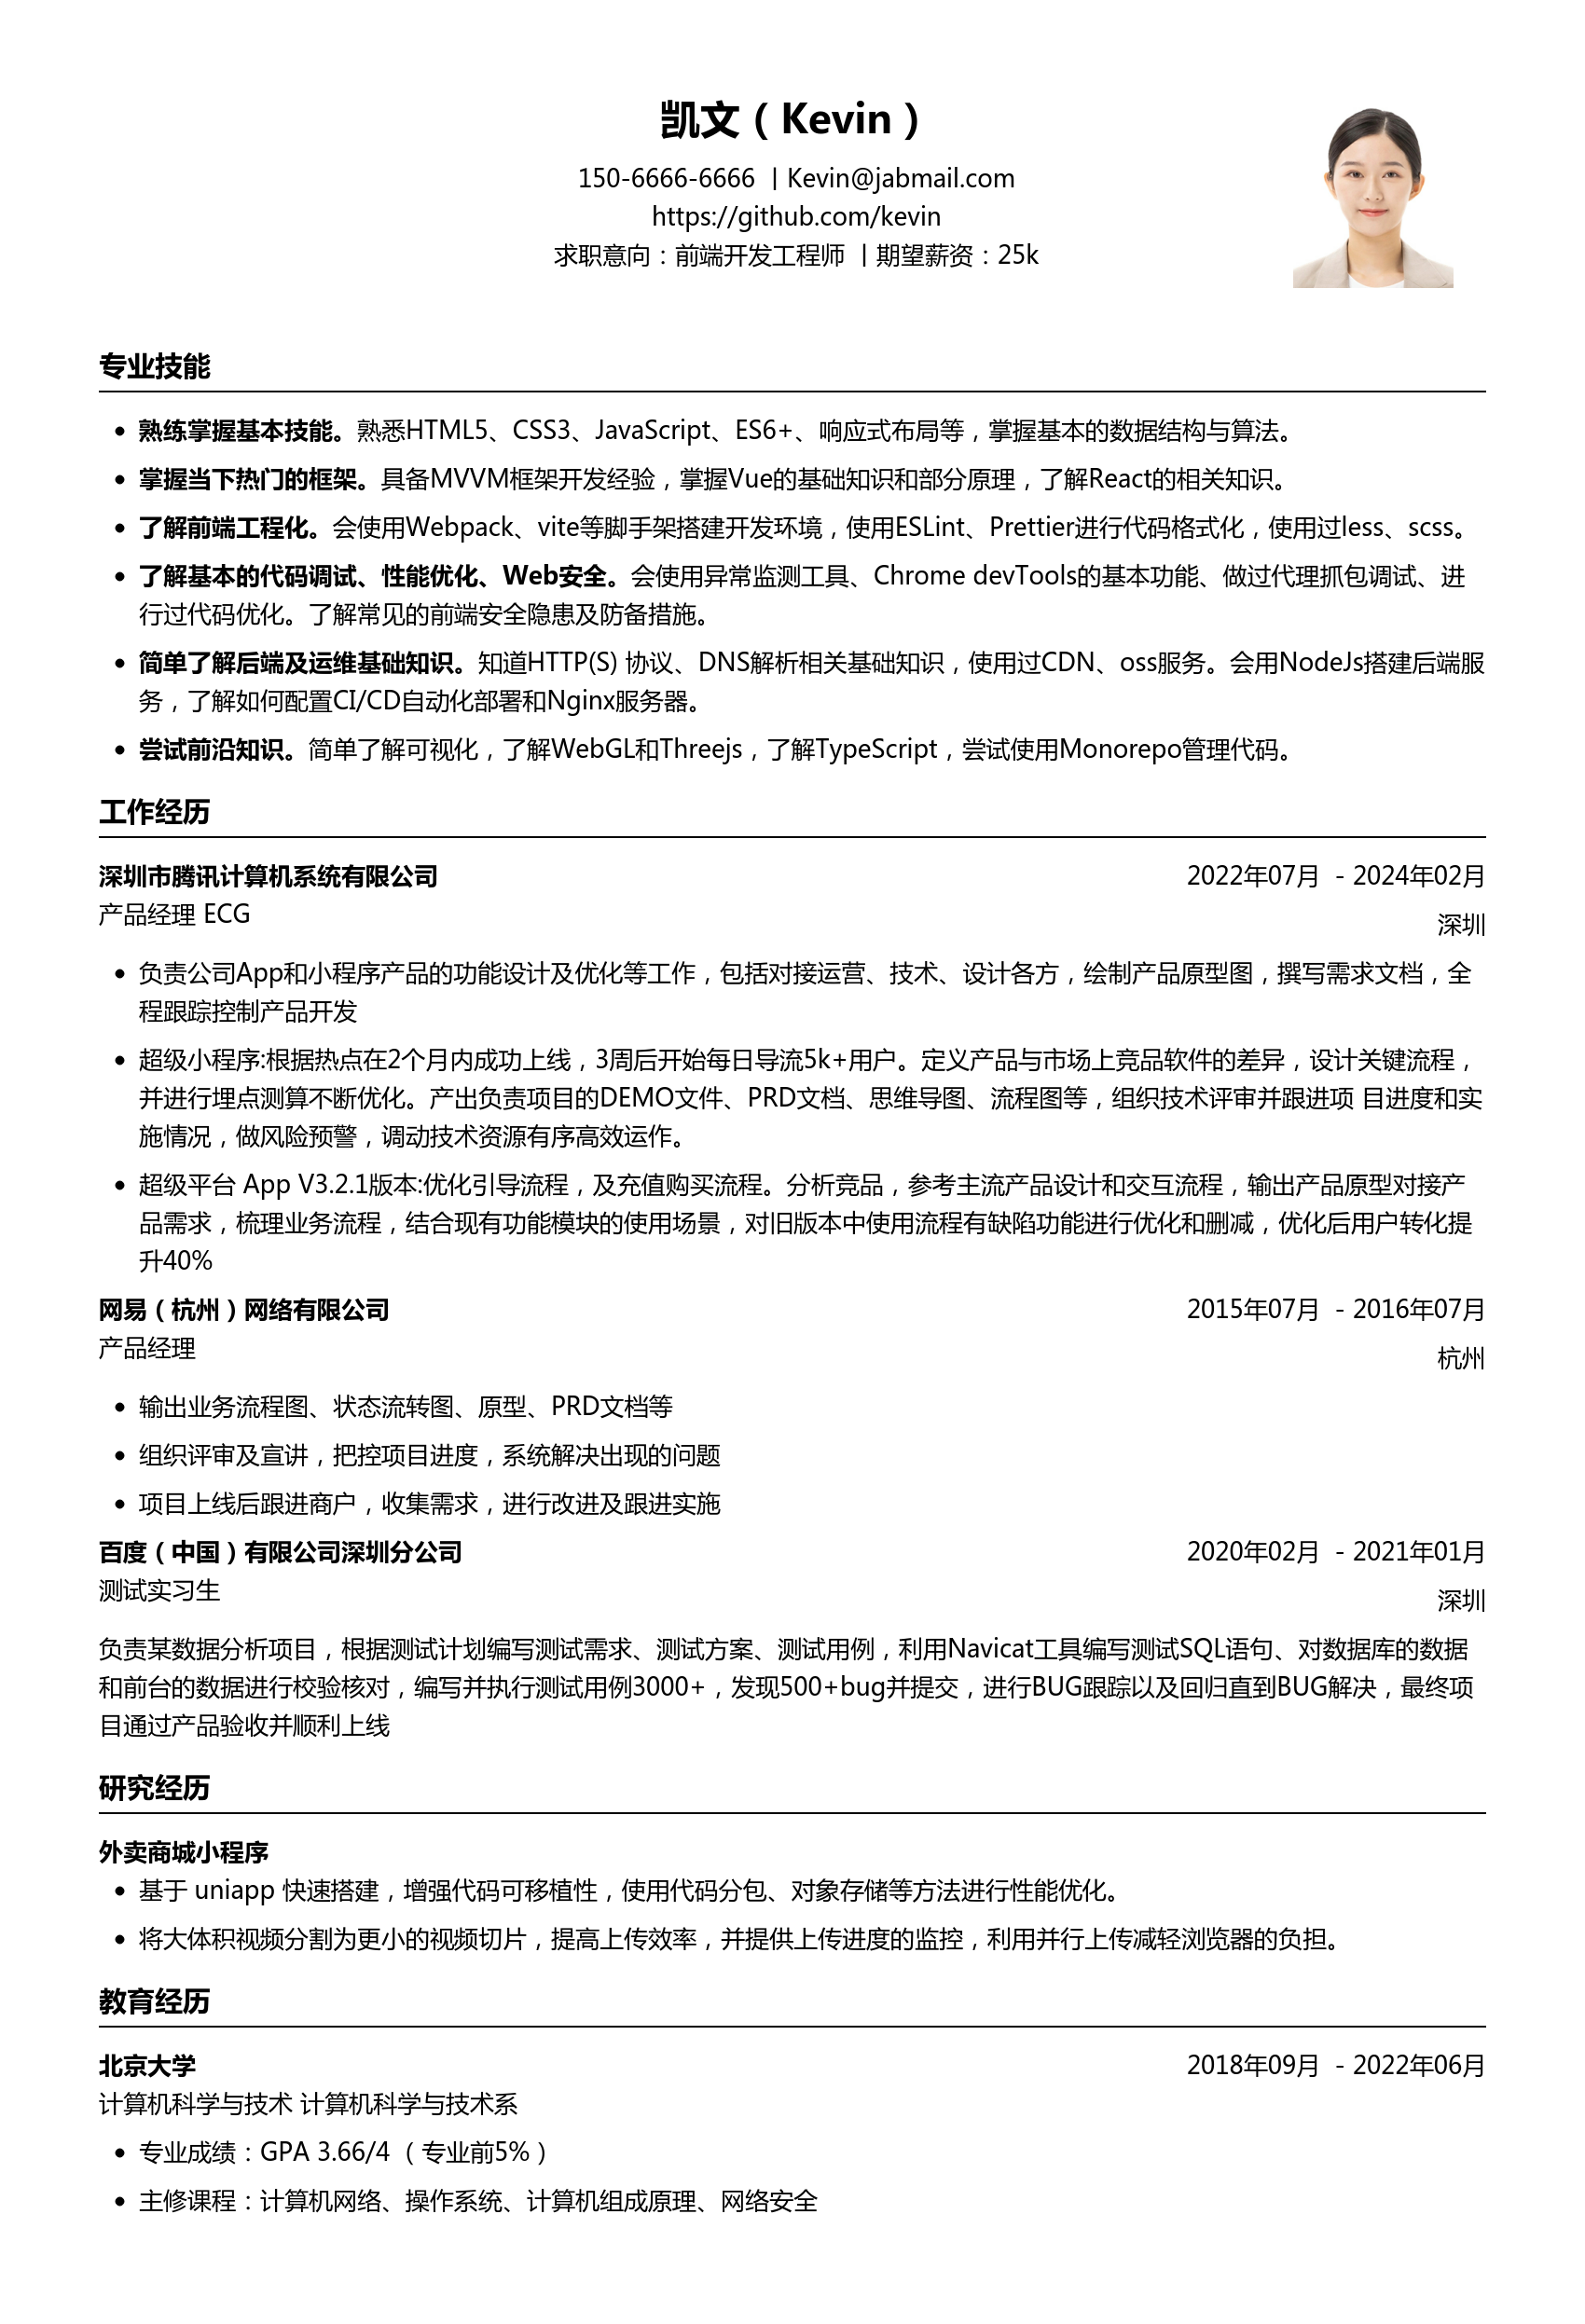 凯文（Kevin）
150-6666-6666 | Kevin@jabmail.com
https://github.com/kevin
求职意向：前端开发工程师 | 期望薪资：25k
专业技能
• 熟练掌握基本技能。熟悉HTML5、CSS3、JavaScript、ES6+、响应式布局等，掌握基本的数据结构与算法。
• 掌握当下热门的框架。具备MVVM框架开发经验，掌握Vue的基础知识和部分原理，了解React的相关知识。
• 了解前端工程化。会使用Webpack、vite等脚手架搭建开发环境，使用ESLint、Prettier进行代码格式化，使用过less、scss。
• 了解基本的代码调试、性能优化、Web安全。会使用异常监测工具、Chrome devTools的基本功能、做过代理抓包调试、进
行过代码优化。了解常见的前端安全隐患及防备措施。
• 简单了解后端及运维基础知识。知道HTTP(S) 协议、DNS解析相关基础知识，使用过CDN、oss服务。会用NodeJs搭建后端服
务，了解如何配置CI/CD自动化部署和Nginx服务器。
• 尝试前沿知识。简单了解可视化，了解WebGL和Threejs，了解TypeScript，尝试使用Monorepo管理代码。
工作经历
深圳市腾讯计算机系统有限公司 2022年07月 - 2024年02月
产品经理 ECG 深圳
• 负责公司App和小程序产品的功能设计及优化等工作，包括对接运营、技术、设计各方，绘制产品原型图，撰写需求文档，全
程跟踪控制产品开发
• 超级小程序:根据热点在2个月内成功上线，3周后开始每日导流5k+用户。定义产品与市场上竞品软件的差异，设计关键流程，
并进行埋点测算不断优化。产出负责项目的DEMO文件、PRD文档、思维导图、流程图等，组织技术评审并跟进项 目进度和实
施情况，做风险预警，调动技术资源有序高效运作。
• 超级平台 App V3.2.1版本:优化引导流程，及充值购买流程。分析竞品，参考主流产品设计和交互流程，输出产品原型对接产
品需求，梳理业务流程，结合现有功能模块的使用场景，对旧版本中使用流程有缺陷功能进行优化和删减，优化后用户转化提
升40%
网易（杭州）网络有限公司 2015年07月 - 2016年07月
产品经理 杭州
• 输出业务流程图、状态流转图、原型、PRD文档等
• 组织评审及宣讲，把控项目进度，系统解决出现的问题
• 项目上线后跟进商户，收集需求，进行改进及跟进实施
百度（中国）有限公司深圳分公司 2020年02月 - 2021年01月
测试实习生 深圳
负责某数据分析项目，根据测试计划编写测试需求、测试方案、测试用例，利用Navicat工具编写测试SQL语句、对数据库的数据
和前台的数据进行校验核对，编写并执行测试用例3000+，发现500+bug并提交，进行BUG跟踪以及回归直到BUG解决，最终项
目通过产品验收并顺利上线
研究经历
外卖商城小程序
• 基于 uniapp 快速搭建，增强代码可移植性，使用代码分包、对象存储等方法进行性能优化。
• 将大体积视频分割为更小的视频切片，提高上传效率，并提供上传进度的监控，利用并行上传减轻浏览器的负担。
教育经历
北京大学 2018年09月 - 2022年06月
计算机科学与技术 计算机科学与技术系
• 专业成绩：GPA 3.66/4 （专业前5%）
• 主修课程：计算机网络、操作系统、计算机组成原理、网络安全